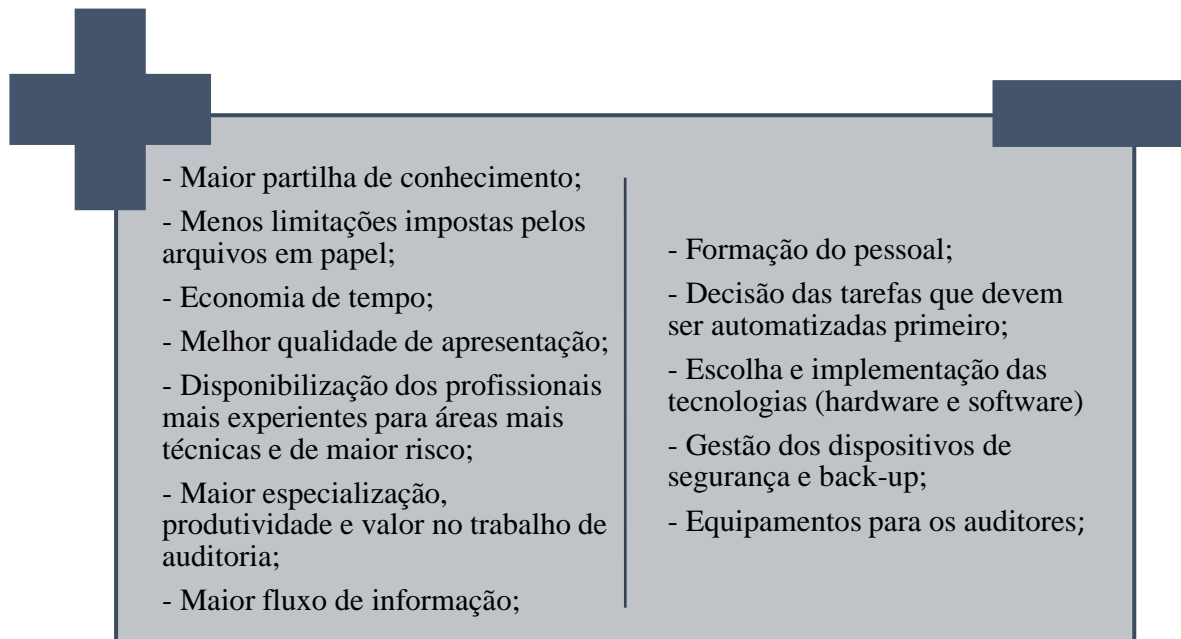 - Maior partilha de conhecimento;
- Menos limitações impostas pelos
arquivos em papel;
- Economia de tempo;
- Melhor qualidade de apresentação;
- Disponibilização dos profissionais
mais experientes para áreas mais
técnicas e de maior risco;
- Maior especialização,
produtividade e valor no trabalho de
auditoria;
- Maior fluxo de informação;
- Formação do pessoal;
- Decisão das tarefas que devem
ser automatizadas primeiro;
- Escolha e implementação das
tecnologias (hardware e software)
- Gestão dos dispositivos de
segurança e back-up;
- Equipamentos para os auditores;